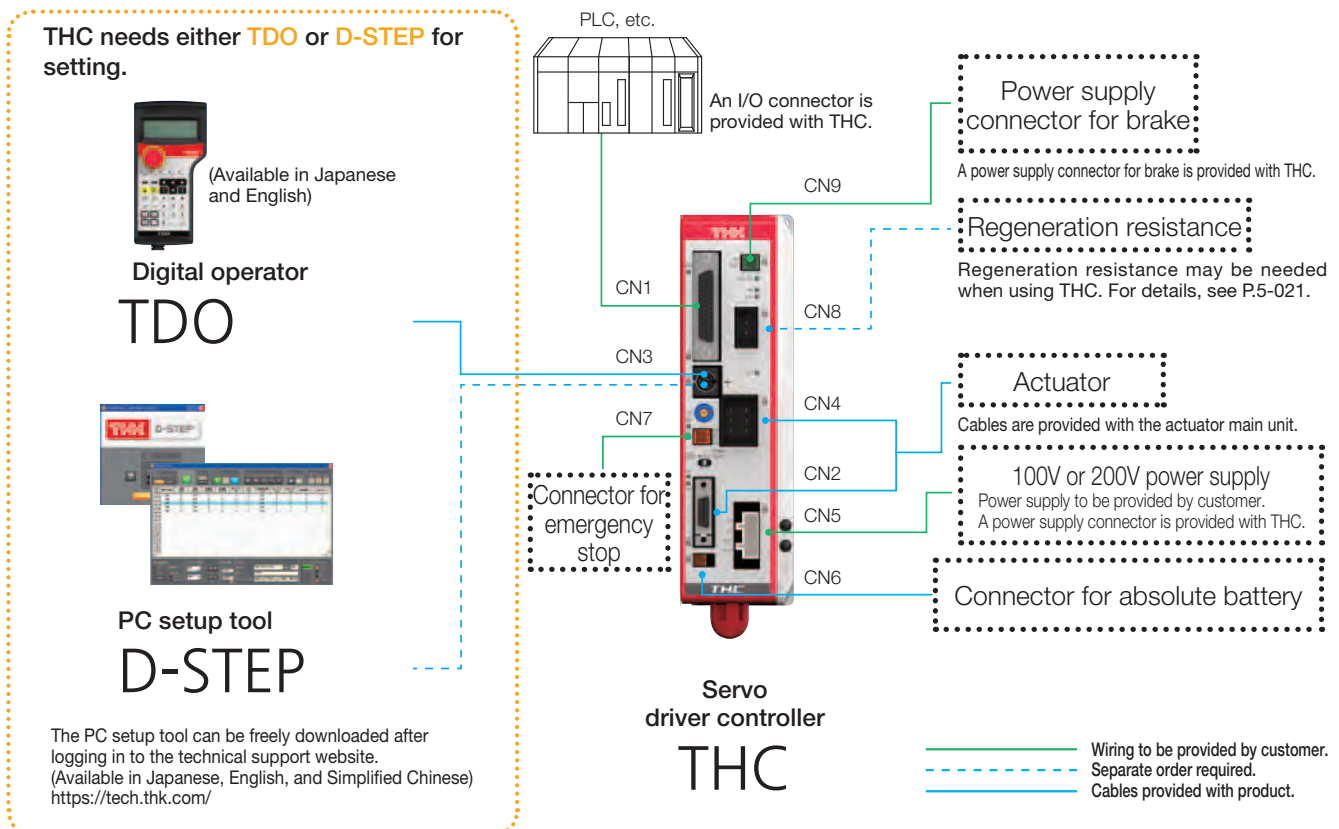 THC needs either TDO or D-STEP for
setting.
(Available in Japanese
and English)
Digital operator
TDO
THK D-STEP
PC setup tool
D-STEP
The PC setup tool can be freely downloaded after
logging in to the technical support website.
(Available in Japanese, English, and Simplified Chinese)
https://tech.thk.com/
PLC, etc.
An I/O connector is
provided with THC.
CN1
CN3
CN7
Connector for
emergency
stop
THK
THC
CN9
CN8
CN4
CN2
CN5
CN6
Servo
driver controller
THC
Power supply
connector for brake
A power supply connector for brake is provided with THC.
Regeneration resistance
Regeneration resistance may be needed
when using THC. For details, see P.5-021.
Actuator
Cables are provided with the actuator main unit.
100V or 200V power supply
Power supply to be provided by customer.
A power supply connector is provided with THC.
Connector for absolute battery
Wiring to be provided by customer.
Separate order required.
Cables provided with product.